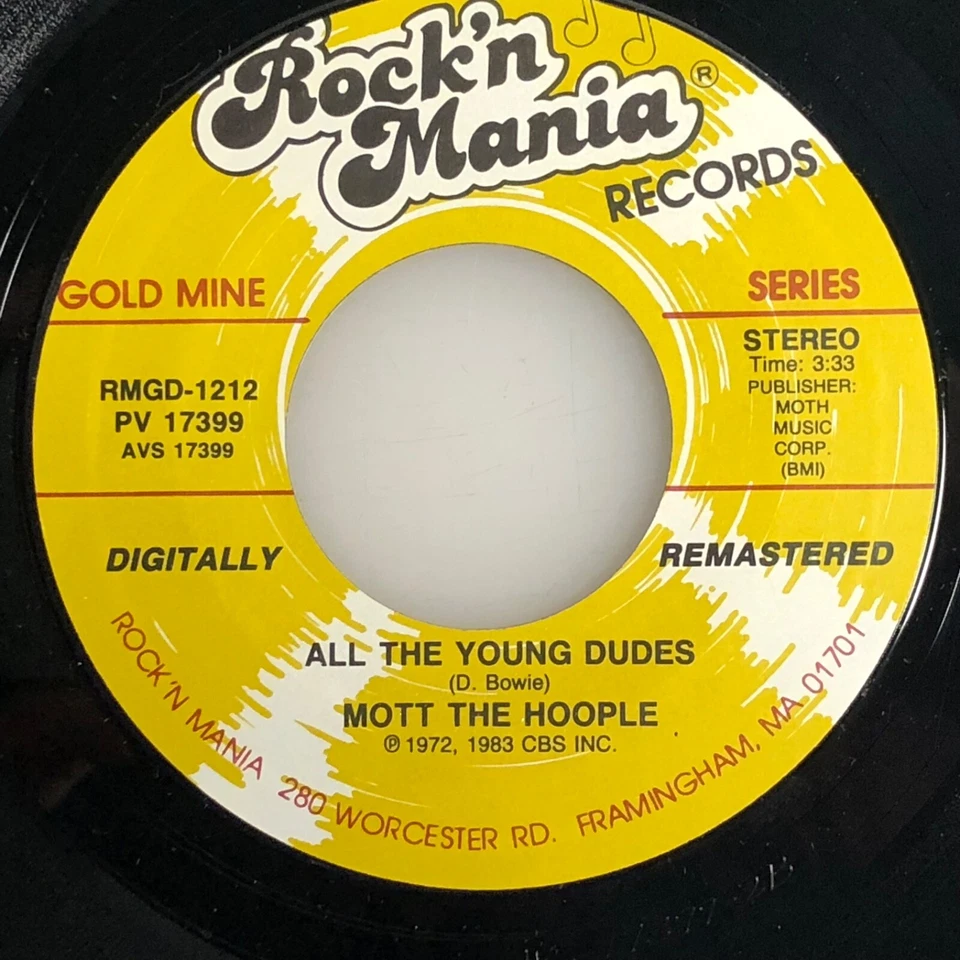 Rock'n
Mania®
RECORDS
GOLD MINE
SERIES
RMGD-1212
PV 17399
AVS 17399
STEREO
Time: 3:33
PUBLISHER:
MOTH
MUSIC
CORP.
(BMI)
DIGITALLY
REMASTERED
ALL THE YOUNG DUDES
(D. Bowie)
MOTT THE HOOPLE
℗ 1972, 1983 CBS INC.
ROCK'N MANIA 280 WORCESTER RD. FRAMINGHAM, MA 01701